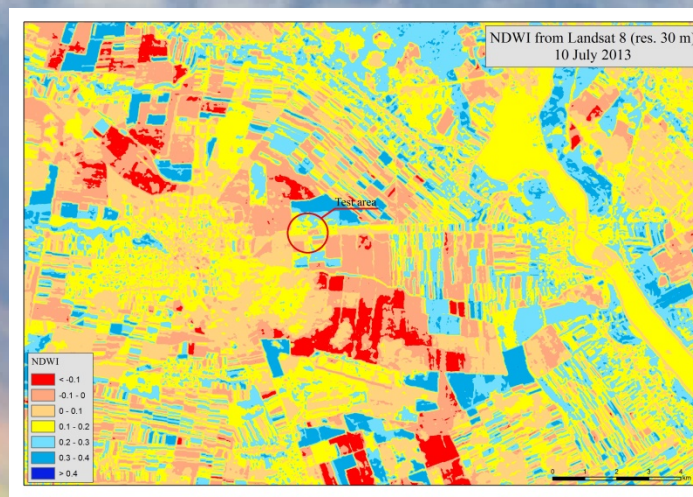 NDWI from Landsat 8 (res. 30 m)
10 July 2013
Test area
NDWI
< -0.1
-0.1 - 0
0 - 0.1
0.1 - 0.2
0.2 - 0.3
0.3 - 0.4
> 0.4
0 1 2 3 4
km